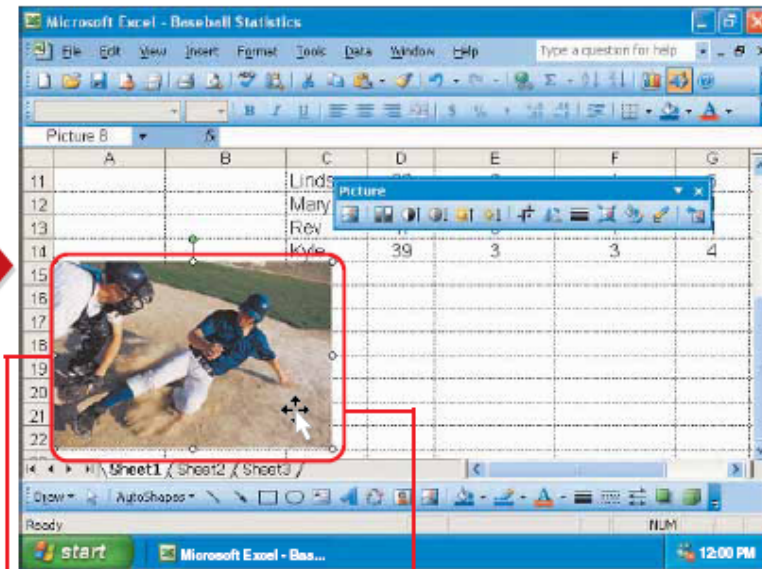 Microsoft Excel - Baseball Statistics
File Edit View Insert Format Tools Data Window Help Type a question for help
B I U $ %
Picture 8 fx
A B C D E F G
11 Linds
Picture
12 Mary
13 Rev
14 Kyle 39 3 3 4
15
16
17
18
19
20
21
22
Sheet1 / Sheet2 / Sheet3 /
Draw AutoShapes
Ready NUM
start Microsoft Excel - Bas... 12:00 PM